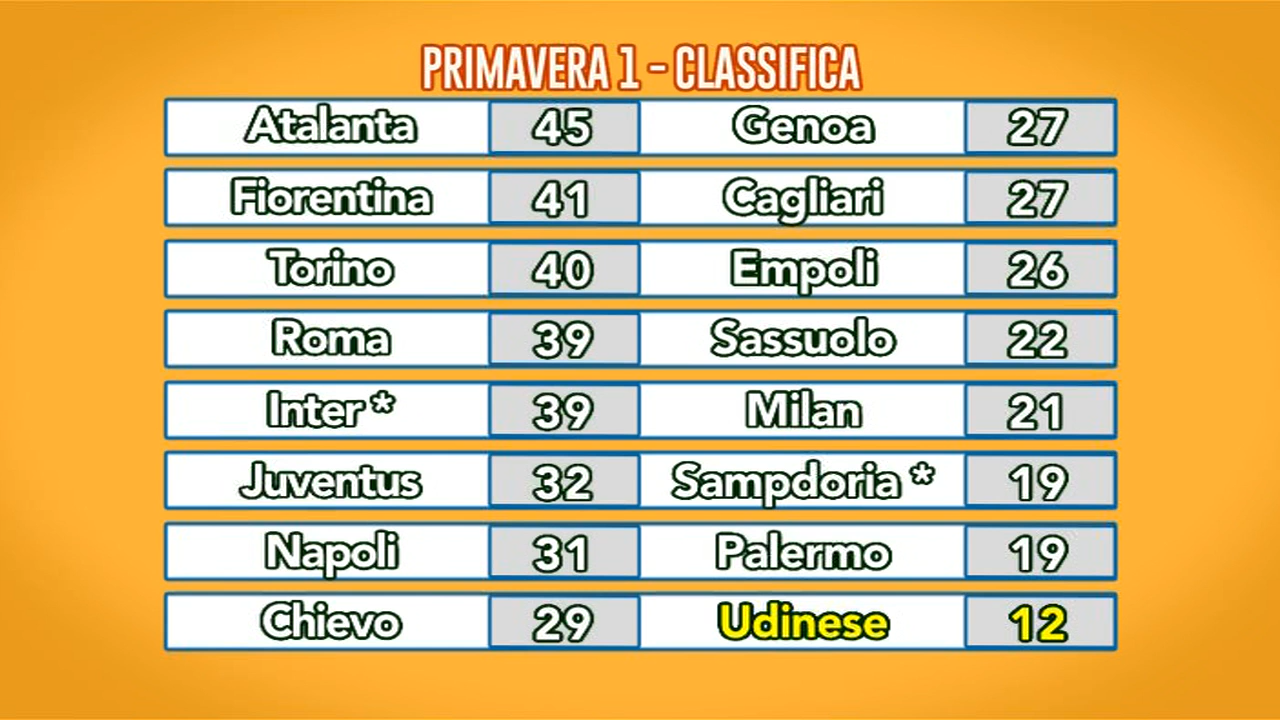 PRIMAVERA 1 - CLASSIFICA
Atalanta 45 Genoa 27
Fiorentina 41 Cagliari 27
Torino 40 Empoli 26
Roma 39 Sassuolo 22
Inter * 39 Milan 21
Juventus 32 Sampdoria * 19
Napoli 31 Palermo 19
Chievo 29 Udinese 12